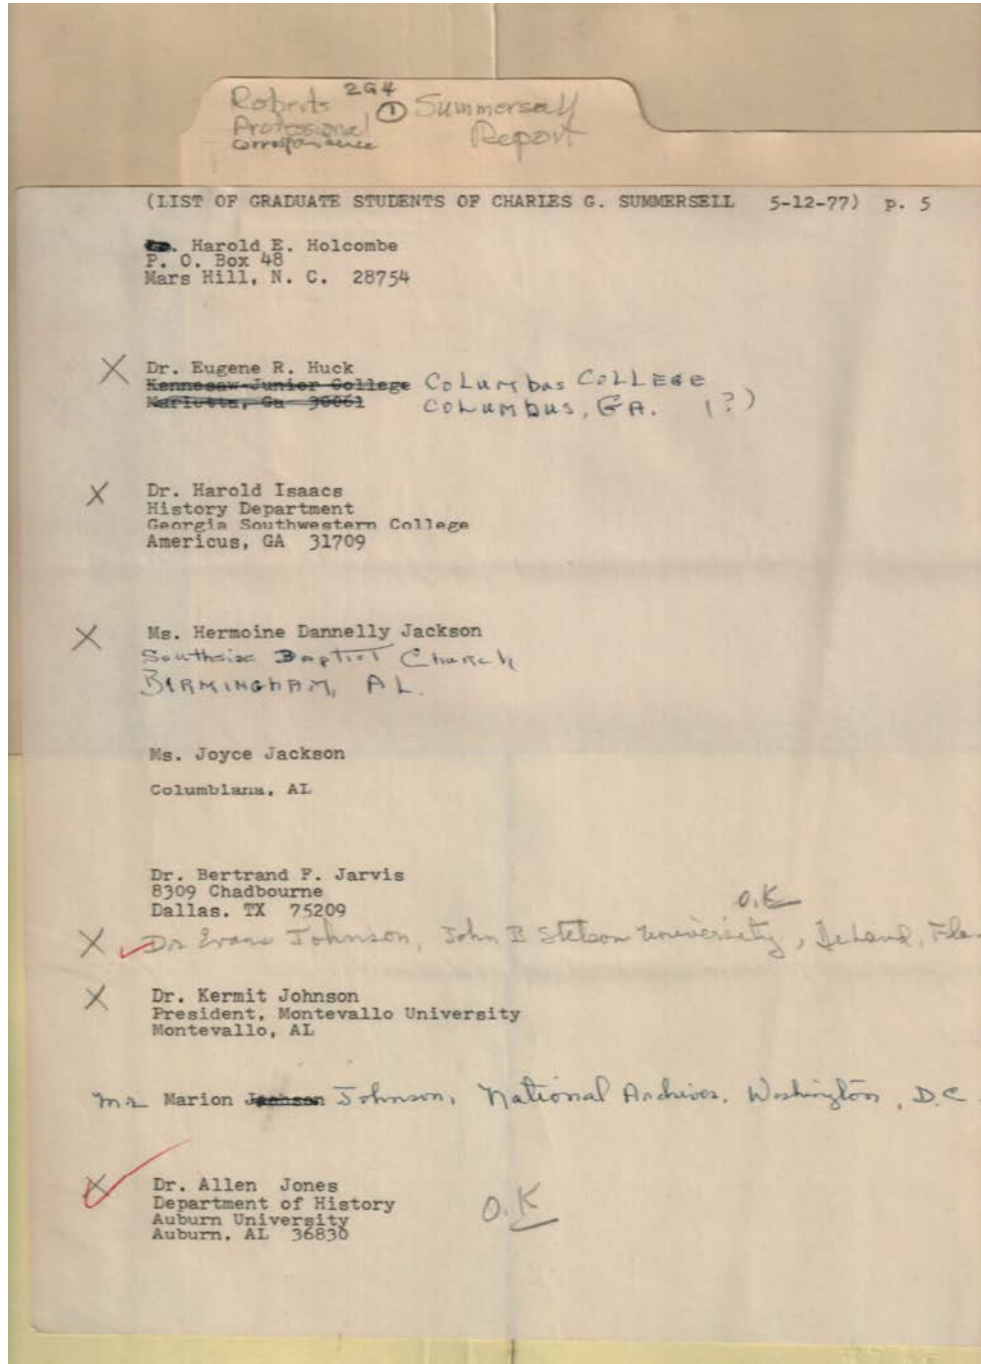 Roberts 2G4 ① Summersell
Professional Report
correspondence
(LIST OF GRADUATE STUDENTS OF CHARLES G. SUMMERSELL 5-12-77) p. 5
Harold E. Holcombe
P. O. Box 48
Mars Hill, N. C. 28754
X Dr. Eugene R. Huck
Kennesaw Junior College Columbus College
Marietta, Ga 30061 Columbus, GA. (?)
X Dr. Harold Isaacs
History Department
Georgia Southwestern College
Americus, GA 31709
X Ms. Hermoine Dannelly Jackson
Southside Baptist Church
Birmingham, AL.
Ms. Joyce Jackson
Columbiana, AL
Dr. Bertrand F. Jarvis
8309 Chadbourne
Dallas, TX 75209
O.K
X ✓ Dr Evans Johnson, John B Stetson University, DeLand, Fla
X Dr. Kermit Johnson
President, Montevallo University
Montevallo, AL
Mr Marion Jackson Johnson, National Archives, Washington, D.C.
X ✓ Dr. Allen Jones
Department of History O.K
Auburn University
Auburn, AL 36830